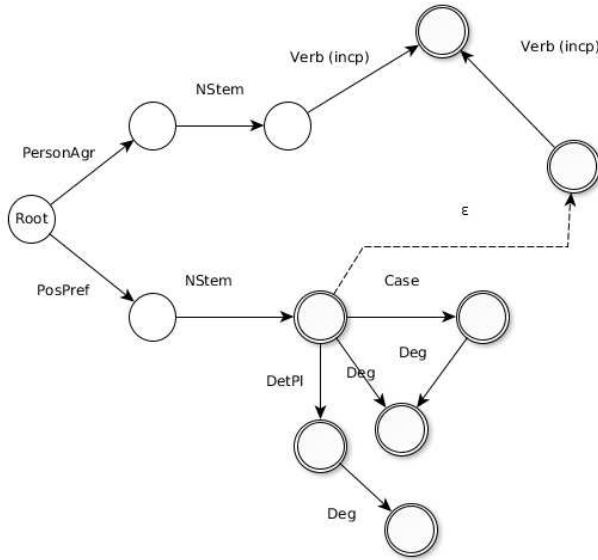 Verb (incp)
Verb (incp)
NStem
PersonAgr
Root
ε
PosPref
NStem
Case
Deg
Deg
DetPl
Deg